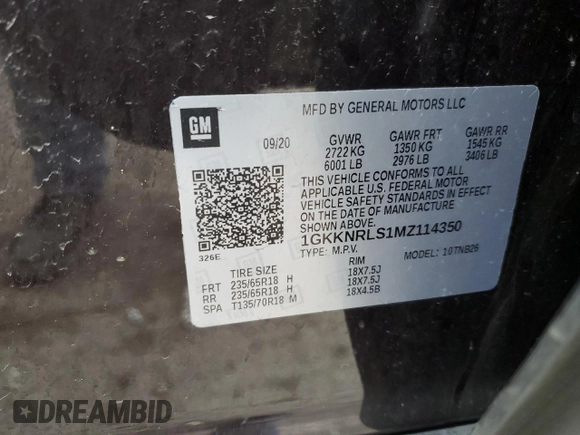 MFD BY GENERAL MOTORS LLC
GM
09/20 GVWR GAWR FRT GAWR RR
2722 KG 1350 KG 1545 KG
6001 LB 2976 LB 3406 LB
THIS VEHICLE CONFORMS TO ALL
APPLICABLE U.S. FEDERAL MOTOR
VEHICLE SAFETY STANDARDS IN EFFECT
ON THE DATE OF MANUFACTURE
SHOWN ABOVE.
1GKKNRLS1MZ114350
326E TYPE: M.P.V. MODEL: 10TNB26
TIRE SIZE RIM
FRT 235/65R18 H 18X7.5J
RR 235/65R18 H 18X7.5J
SPA T135/70R18 M 18X4.5B
DREAMBID